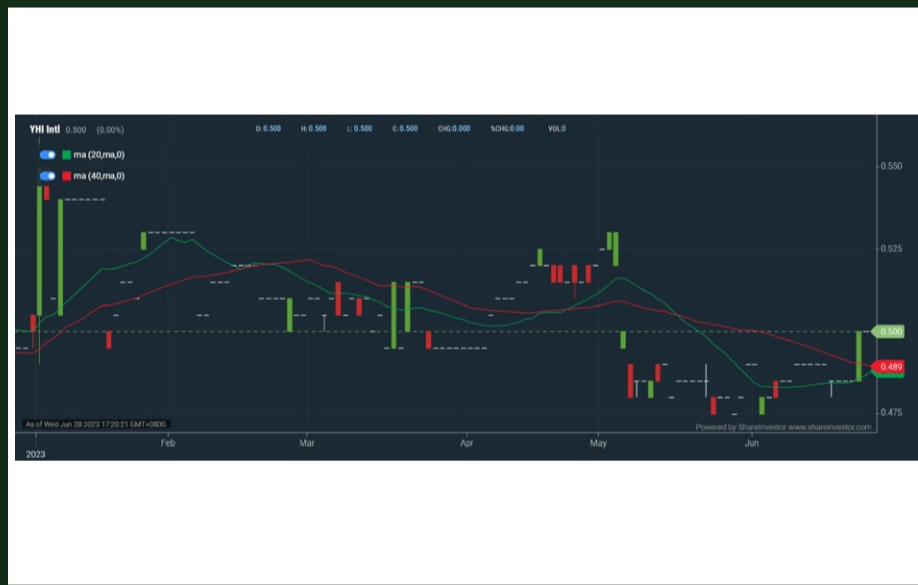 YHI Intl 0.500 (0.00%) O: 0.500 H: 0.500 L: 0.500 C: 0.500 CHG:0.000 %CHG:0.00 VOL:0
ma (20,ma,0)
ma (40,ma,0)
0.550
0.525
0.500
0.489
0.475
As of Wed Jun 28 2023 17:20:21 GMT+0800
Powered by ShareInvestor www.shareinvestor.com
Feb Mar Apr May Jun
2023